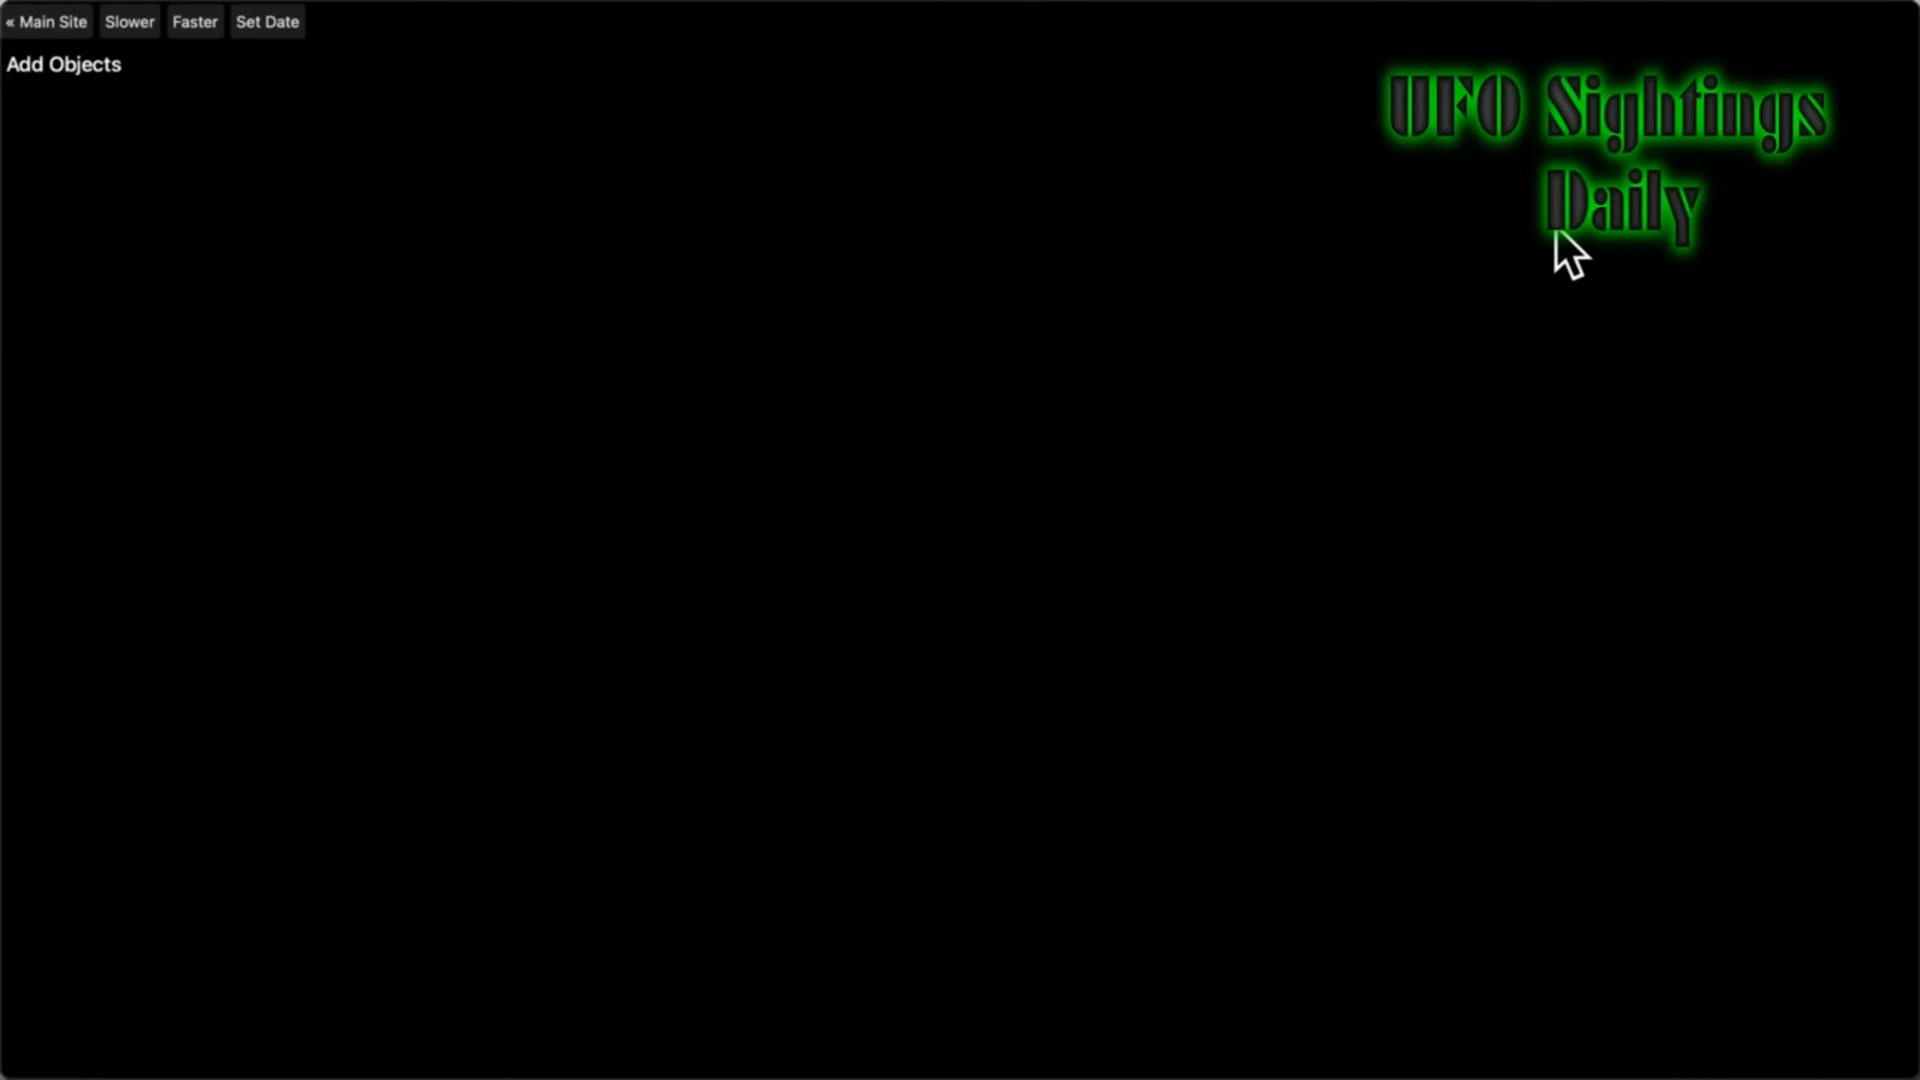 « Main Site Slower Faster Set Date
Add Objects
UFO Sightings
Daily